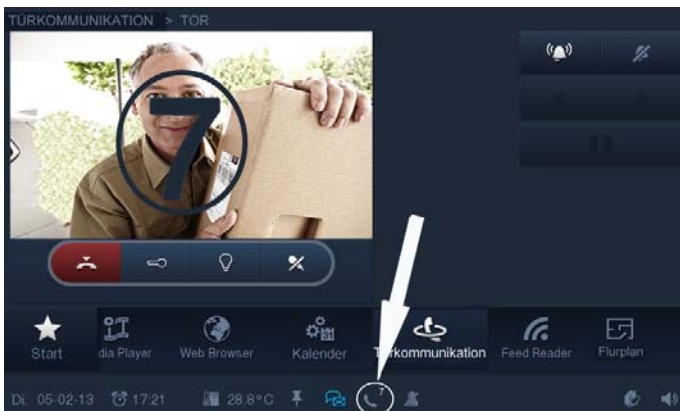 TÜRKOMMUNIKATION > TOR
7
Start
dia Player
Web Browser
Kalender
Türkommunikation
Feed Reader
Flurplan
Di. 05-02-13 17:21 28.8°C 7